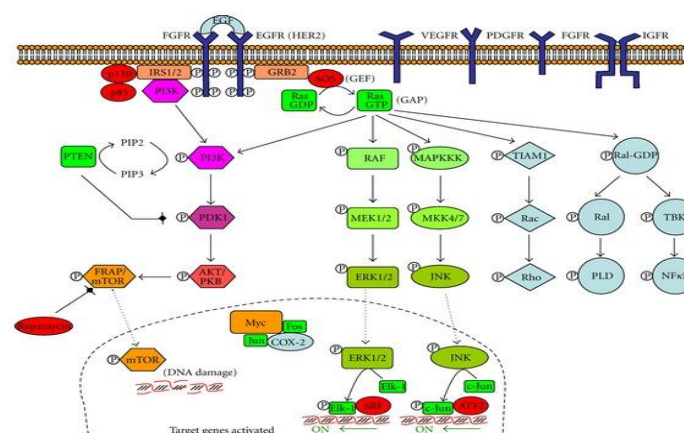 EGF
FGFR
EGFR (HER2)
VEGFR
PDGFR
FGFR
IGFR
p110
IRS1/2
P
P
P
P
GRB2
SOS
(GEF)
p85
PI3K
P
P
P
P
Ras
GDP
Ras
GTP
(GAP)
PTEN
PIP2
PIP3
P
PI3K
P
RAF
P
MAPKKK
P
TIAM1
P
Ral-GDP
P
PDK1
P
MEK1/2
P
MKK4/7
P
Rac
P
Ral
P
TBK
P
FRAP/
mTOR
P
AKT/
PKB
P
ERK1/2
P
JNK
P
Rho
P
PLD
P
NFκ
Rapamycin
Myc
Fos
Jun
COX-2
P
mTOR
(DNA damage)
P
ERK1/2
P
JNK
Elk-1
c-Jun
P
Elk-1
SRF
P
c-Jun
ATF2
Target genes activated
ON
ON